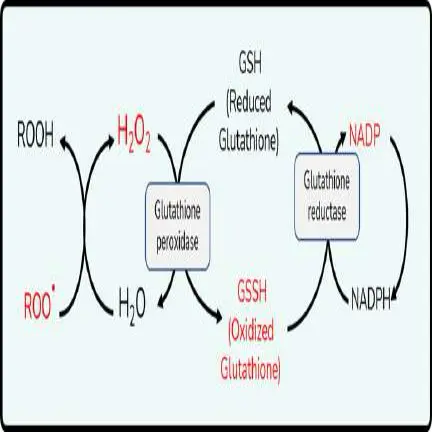 GSH
(Reduced
Glutathione)
ROOH
H₂O₂
NADP
Glutathione
peroxidase
Glutathione
reductase
ROO•
H₂O
GSSH
(Oxidized
Glutathione)
NADPH